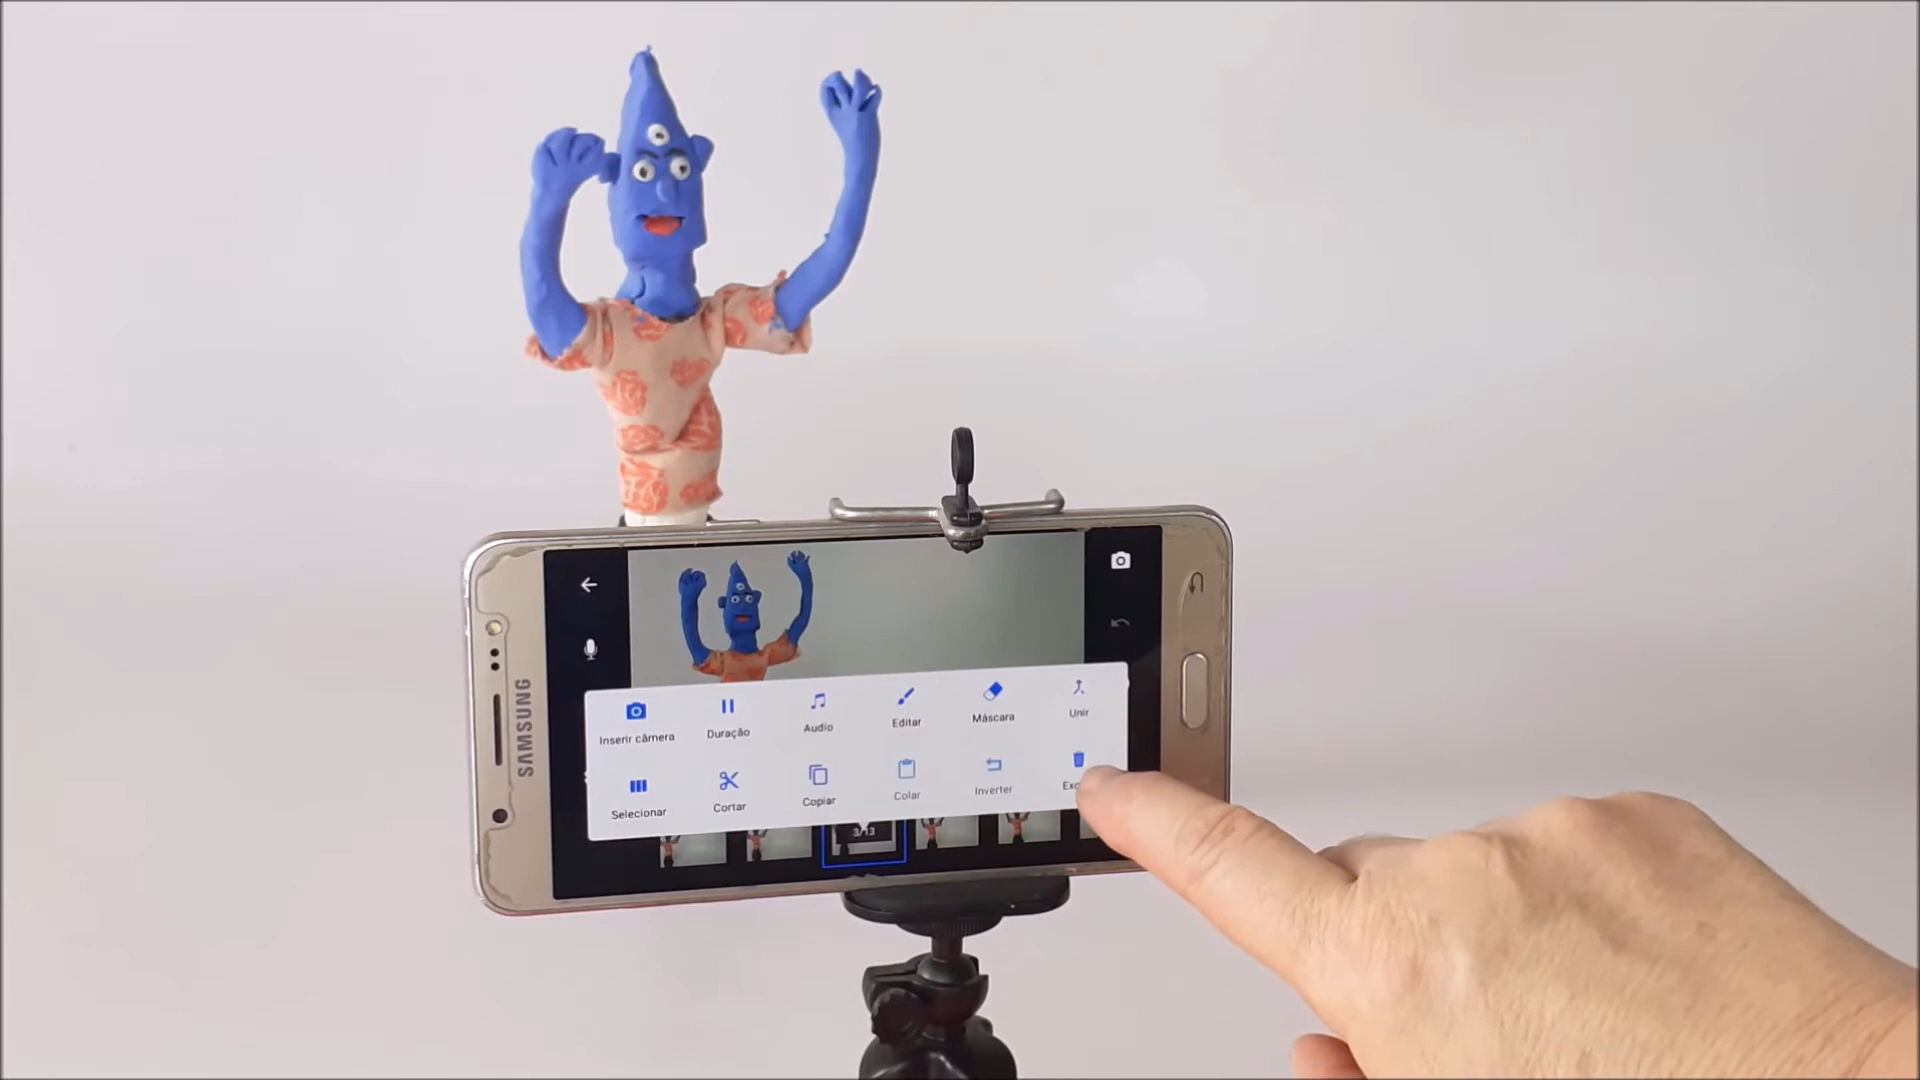 SAMSUNG
Inserir câmera
Duração
Audio
Editar
Máscara
Unir
Selecionar
Cortar
Copiar
Colar
Inverter
3/13